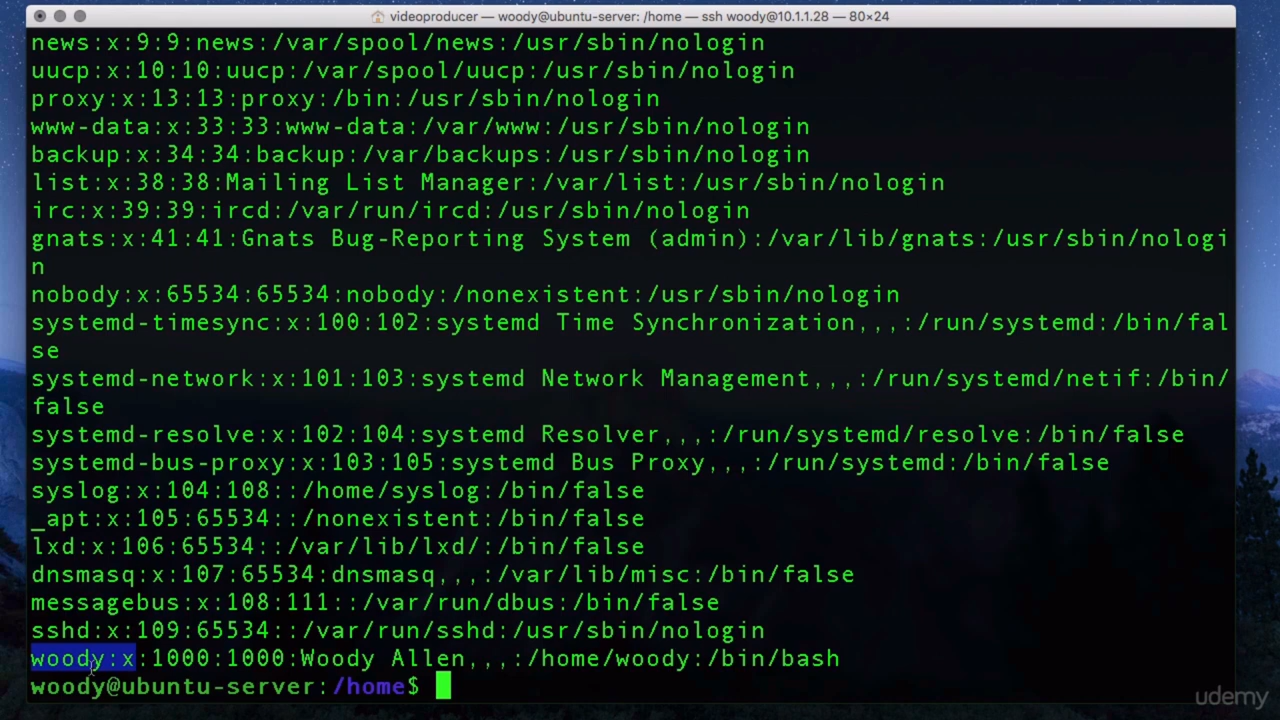 videoproducer — woody@ubuntu-server: /home — ssh woody@10.1.1.28 — 80×24
news:x:9:9:news:/var/spool/news:/usr/sbin/nologin
uucp:x:10:10:uucp:/var/spool/uucp:/usr/sbin/nologin
proxy:x:13:13:proxy:/bin:/usr/sbin/nologin
www-data:x:33:33:www-data:/var/www:/usr/sbin/nologin
backup:x:34:34:backup:/var/backups:/usr/sbin/nologin
list:x:38:38:Mailing List Manager:/var/list:/usr/sbin/nologin
irc:x:39:39:ircd:/var/run/ircd:/usr/sbin/nologin
gnats:x:41:41:Gnats Bug-Reporting System (admin):/var/lib/gnats:/usr/sbin/nologi
n
nobody:x:65534:65534:nobody:/nonexistent:/usr/sbin/nologin
systemd-timesync:x:100:102:systemd Time Synchronization,,,:/run/systemd:/bin/fal
se
systemd-network:x:101:103:systemd Network Management,,,:/run/systemd/netif:/bin/
false
systemd-resolve:x:102:104:systemd Resolver,,,:/run/systemd/resolve:/bin/false
systemd-bus-proxy:x:103:105:systemd Bus Proxy,,,:/run/systemd:/bin/false
syslog:x:104:108::/home/syslog:/bin/false
_apt:x:105:65534::/nonexistent:/bin/false
lxd:x:106:65534::/var/lib/lxd/:/bin/false
dnsmasq:x:107:65534:dnsmasq,,,:/var/lib/misc:/bin/false
messagebus:x:108:111::/var/run/dbus:/bin/false
sshd:x:109:65534::/var/run/sshd:/usr/sbin/nologin
woody:x:1000:1000:Woody Allen,,,:/home/woody:/bin/bash
woody@ubuntu-server:/home$
udemy